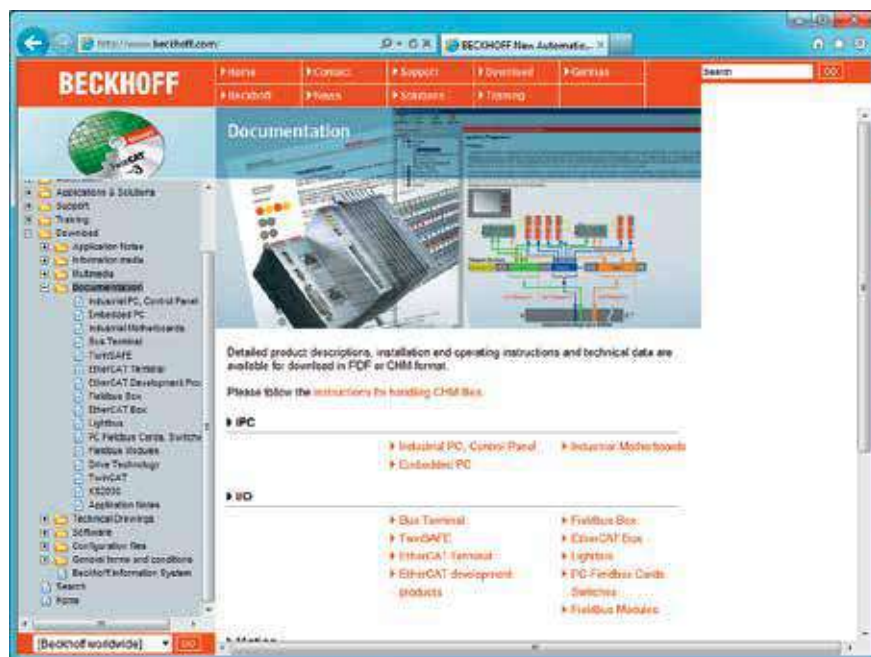 http://www.beckhoff.com/
BECKHOFF New Automatio...
BECKHOFF
Home
Contact
Support
Download
German
Beckhoff
News
Solutions
Training
Search
GO
TwinCAT
Documentation
Applications & Solutions
Support
Training
Download
Application Notes
Information media
Multimedia
Documentation
Industrial PC, Control Panel
Embedded PC
Industrial Motherboards
Bus Terminal
TwinSAFE
EtherCAT Terminal
EtherCAT Development Pro
Fieldbus Box
EtherCAT Box
Lightbus
PC Fieldbus Cards, Switche
Fieldbus Modules
Drive Technology
TwinCAT
KS2000
Application Notes
Technical Drawings
Software
Configuration files
General terms and conditions
Beckhoff Information System
Search
Home
[Beckhoff worldwide]
GO
Detailed product descriptions, installation and operating instructions and technical data are
available for download in PDF or CHM format.
Please follow the instructions for handling CHM files.
IPC
Industrial PC, Control Panel
Industrial Motherboards
Embedded PC
I/O
Bus Terminal
Fieldbus Box
TwinSAFE
EtherCAT Box
EtherCAT Terminal
Lightbus
EtherCAT development
products
PC Fieldbus Cards
Switches
Fieldbus Modules
Motion